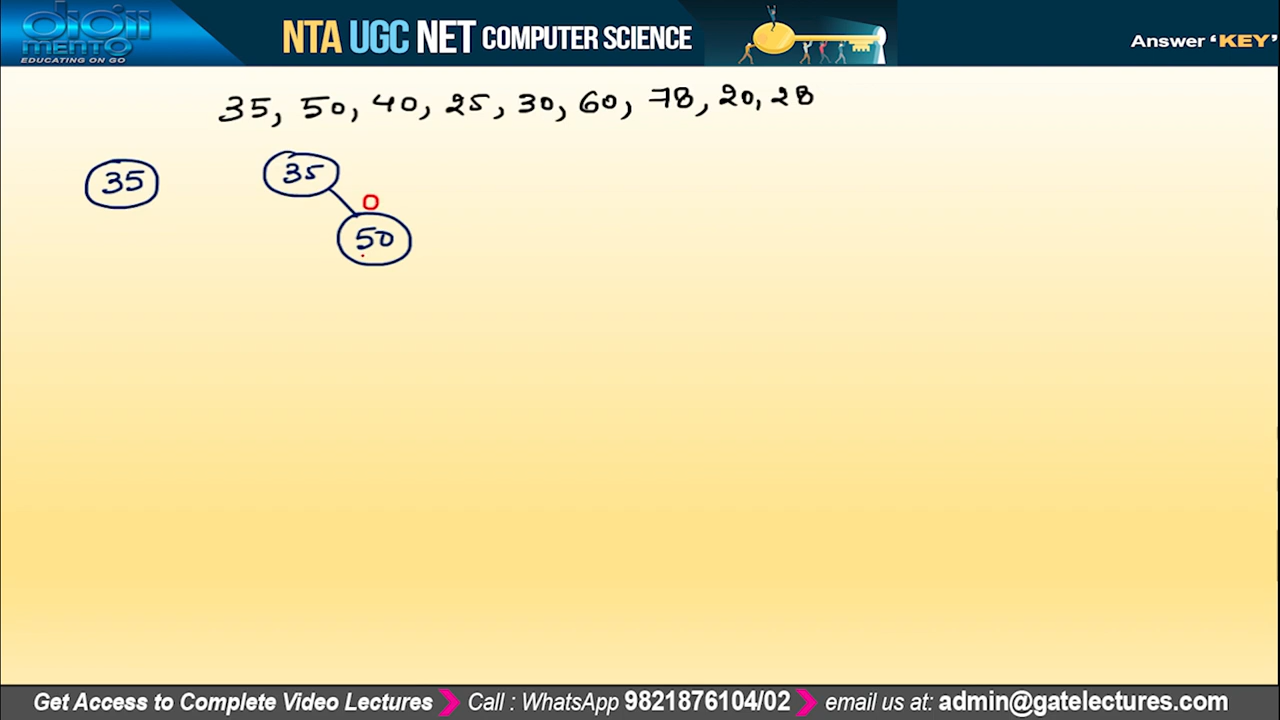 digii
MENTO
EDUCATING ON GO
NTA UGC NET COMPUTER SCIENCE
Answer ‘KEY’
35, 50, 40, 25, 30, 60, 78, 20, 28
35
35
0
50
Get Access to Complete Video Lectures Call : WhatsApp 9821876104/02 email us at: admin@gatelectures.com